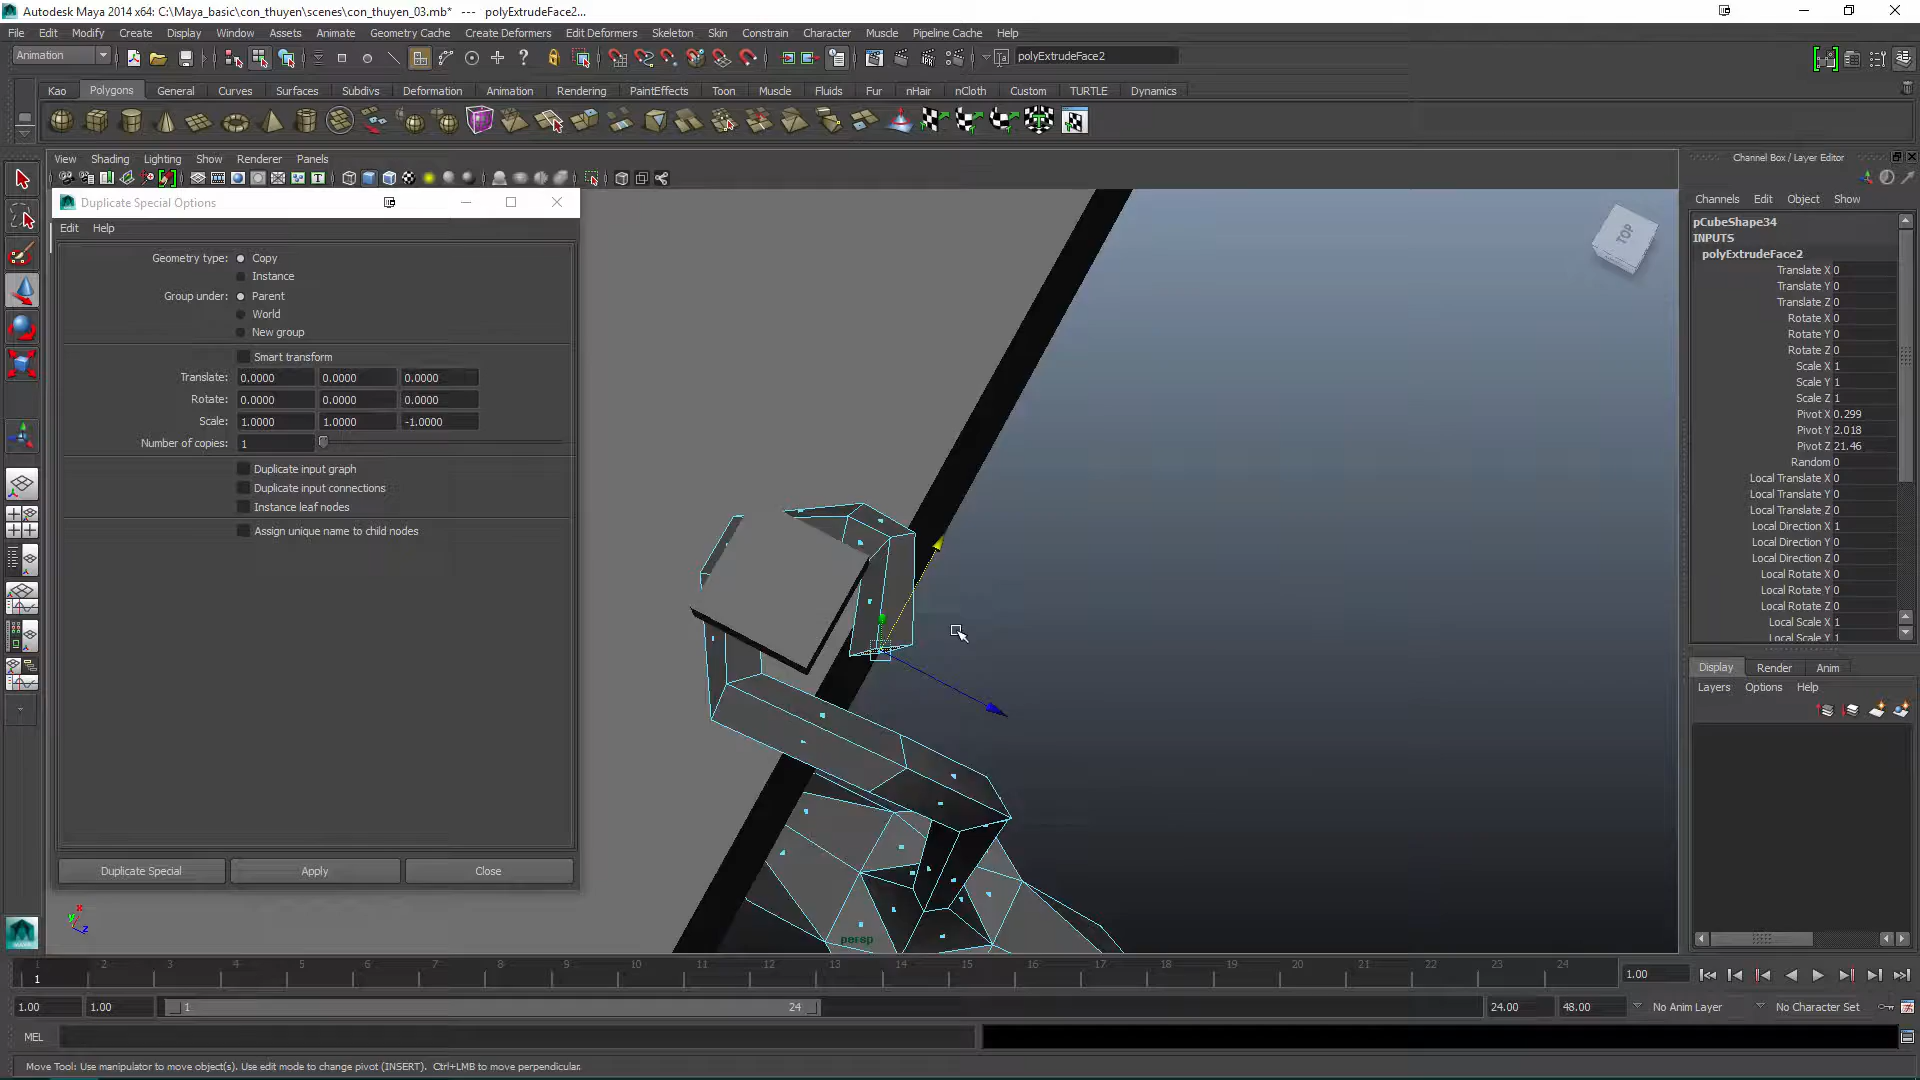 Autodesk Maya 2014 x64: C:\Maya_basic\con_thuyen\scenes\con_thuyen_03.mb* --- polyExtrudeFace2...
File Edit Modify Create Display Window Assets Animate Geometry Cache Create Deformers Edit Deformers Skeleton Skin Constrain Character Muscle Pipeline Cache Help
Animation polyExtrudeFace2
Kao Polygons General Curves Surfaces Subdivs Deformation Animation Rendering PaintEffects Toon Muscle Fluids Fur nHair nCloth Custom TURTLE Dynamics
View Shading Lighting Show Renderer Panels
Channel Box / Layer Editor
Duplicate Special Options
Edit Help
Geometry type: Copy
Instance
Group under: Parent
World
New group
Smart transform
Translate: 0.0000 0.0000 0.0000
Rotate: 0.0000 0.0000 0.0000
Scale: 1.0000 1.0000 -1.0000
Number of copies: 1
Duplicate input graph
Duplicate input connections
Instance leaf nodes
Assign unique name to child nodes
Duplicate Special Apply Close
TOP
persp
x
y
z
Channels Edit Object Show
pCubeShape34
INPUTS
polyExtrudeFace2
Translate X 0
Translate Y 0
Translate Z 0
Rotate X 0
Rotate Y 0
Rotate Z 0
Scale X 1
Scale Y 1
Scale Z 1
Pivot X 0.299
Pivot Y 2.018
Pivot Z 21.46
Random 0
Local Translate X 0
Local Translate Y 0
Local Translate Z 0
Local Direction X 1
Local Direction Y 0
Local Direction Z 0
Local Rotate X 0
Local Rotate Y 0
Local Rotate Z 0
Local Scale X 1
Local Scale Y 1
Display Render Anim
Layers Options Help
1 2 3 4 5 6 7 8 9 10 11 12 13 14 15 16 17 18 19 20 21 22 23 24
1 1.00
1.00 1.00 1 24 24.00 48.00 No Anim Layer No Character Set
MEL
Move Tool: Use manipulator to move object(s). Use edit mode to change pivot (INSERT). Ctrl+LMB to move perpendicular.